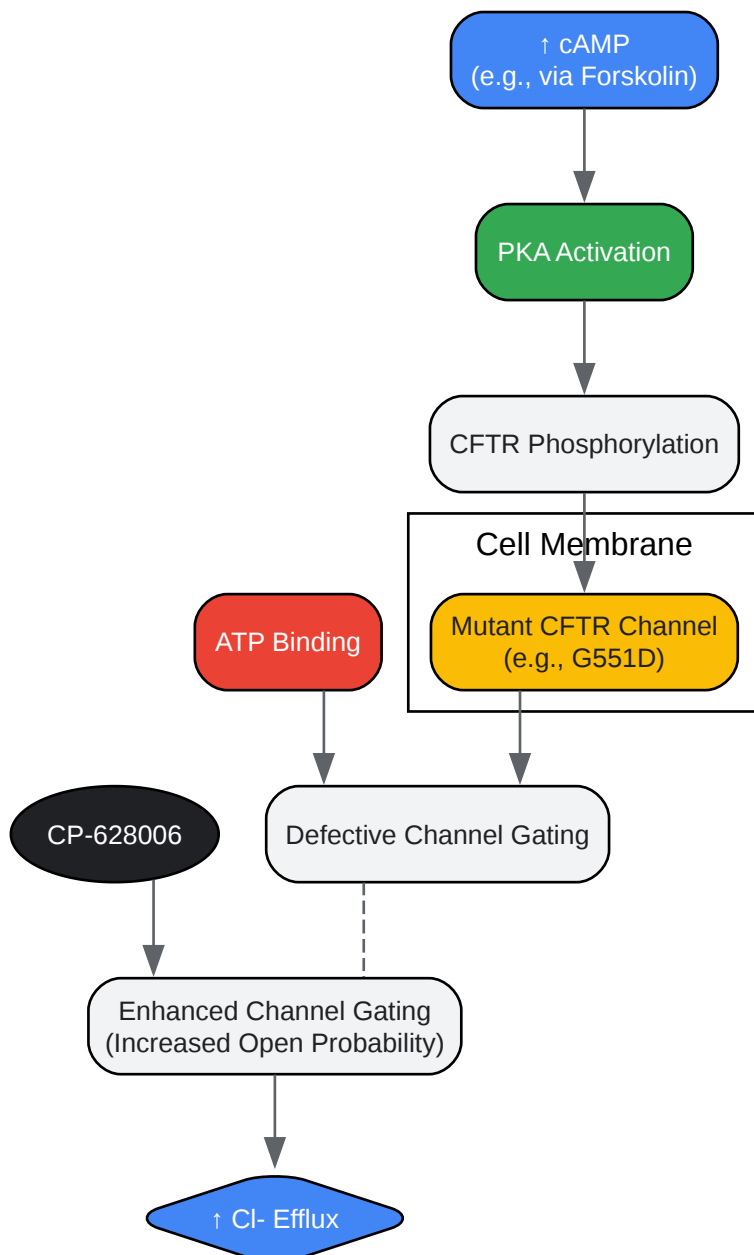 ↑ cAMP
(e.g., via Forskolin)
PKA Activation
CFTR Phosphorylation
Cell Membrane
ATP Binding
Mutant CFTR Channel
(e.g., G551D)
CP-628006
Defective Channel Gating
Enhanced Channel Gating
(Increased Open Probability)
↑ Cl- Efflux